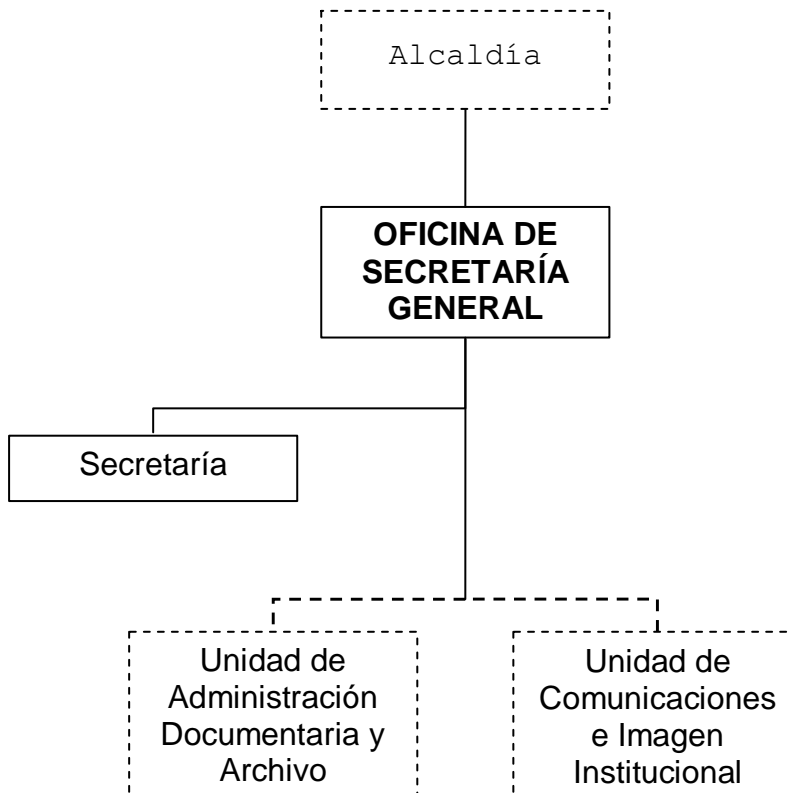 Alcaldía
OFICINA DE
SECRETARÍA
GENERAL
Secretaría
Unidad de
Administración
Documentaria y
Archivo
Unidad de
Comunicaciones
e Imagen
Institucional